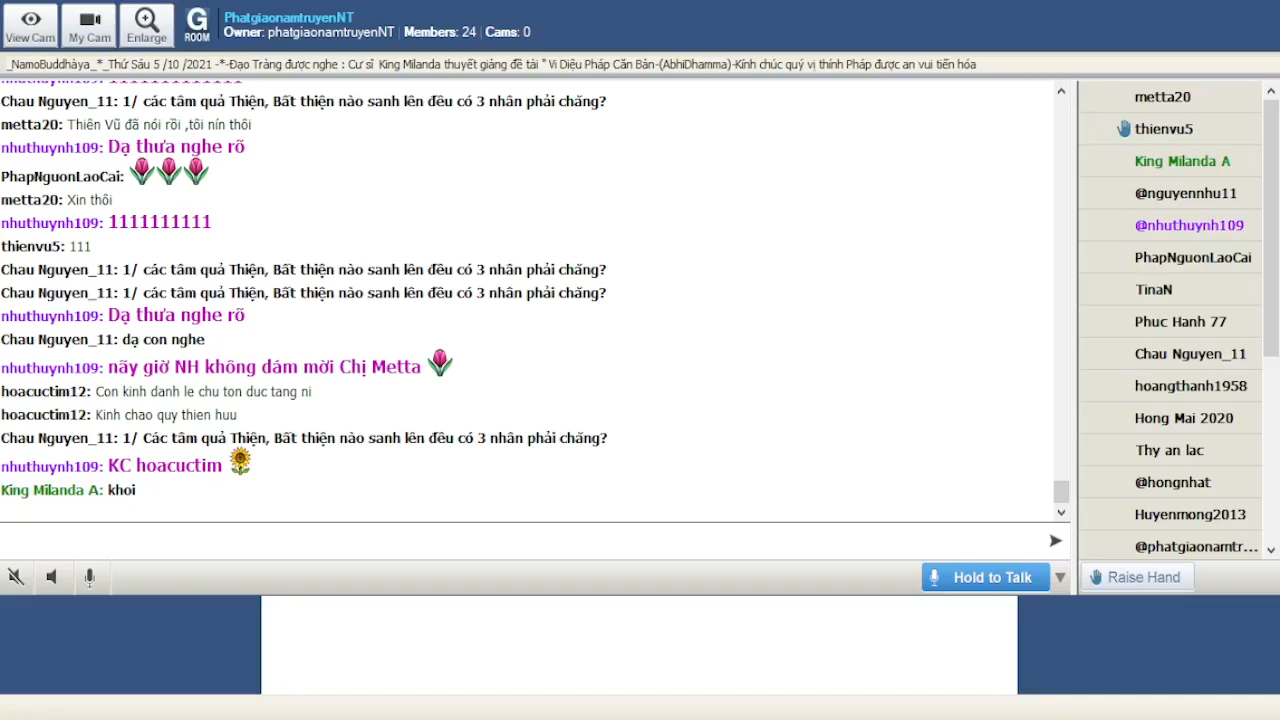 View Cam
My Cam
Enlarge
G
ROOM
PhatgiaonamtruyenNT
Owner: phatgiaonamtruyenNT | Members: 24 | Cams: 0
_NamoBuddhàya_*_Thứ Sáu 5 /10 /2021 -*-Đạo Tràng được nghe : Cư sĩ King Milanda thuyết giảng đề tài " Vi Diệu Pháp Căn Bản-(AbhiDhamma)-Kính chúc quý vị thính Pháp được an vui tiến hóa
Chau Nguyen_11: 1/ các tâm quả Thiện, Bất thiện nào sanh lên đều có 3 nhân phải chăng?
metta20: Thiên Vũ đã nói rồi ,tôi nín thôi
nhuthuynh109: Dạ thưa nghe rõ
PhapNguonLaoCai:
metta20: Xin thôi
nhuthuynh109: 1111111111
thienvu5: 111
Chau Nguyen_11: 1/ các tâm quả Thiện, Bất thiện nào sanh lên đều có 3 nhân phải chăng?
Chau Nguyen_11: 1/ các tâm quả Thiện, Bất thiện nào sanh lên đều có 3 nhân phải chăng?
nhuthuynh109: Dạ thưa nghe rõ
Chau Nguyen_11: dạ con nghe
nhuthuynh109: nãy giờ NH không dám mời Chị Metta
hoacuctim12: Con kinh danh le chu ton duc tang ni
hoacuctim12: Kinh chao quy thien huu
Chau Nguyen_11: 1/ Các tâm quả Thiện, Bất thiện nào sanh lên đều có 3 nhân phải chăng?
nhuthuynh109: KC hoacuctim
King Milanda A: khoi
metta20
thienvu5
King Milanda A
@nguyennhu11
@nhuthuynh109
PhapNguonLaoCai
TinaN
Phuc Hanh 77
Chau Nguyen_11
hoangthanh1958
Hong Mai 2020
Thy an lac
@hongnhat
Huyenmong2013
@phatgiaonamtr...
Hold to Talk
Raise Hand